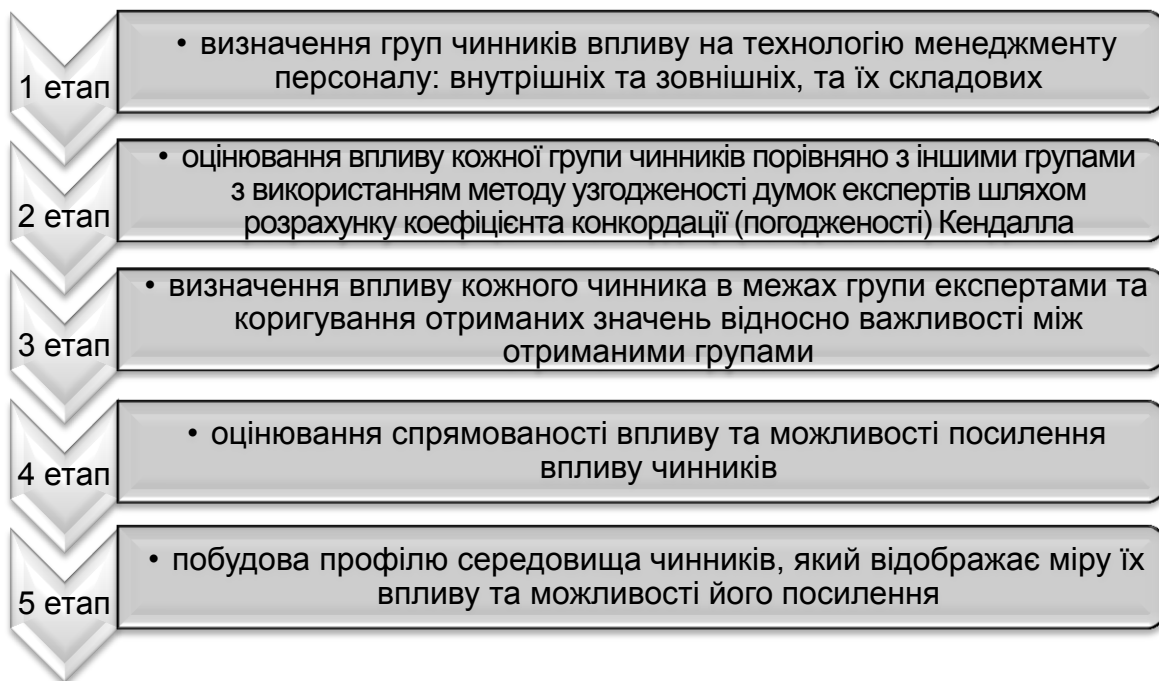 1 етап
• визначення груп чинників впливу на технологію менеджменту
персоналу: внутрішніх та зовнішніх, та їх складових
2 етап
• оцінювання впливу кожної групи чинників порівняно з іншими групами
з використанням методу узгодженості думок експертів шляхом
розрахунку коефіцієнта конкордації (погодженості) Кендалла
3 етап
• визначення впливу кожного чинника в межах групи експертами та
коригування отриманих значень відносно важливості між
отриманими групами
4 етап
• оцінювання спрямованості впливу та можливості посилення
впливу чинників
5 етап
• побудова профілю середовища чинників, який відображає міру їх
впливу та можливості його посилення